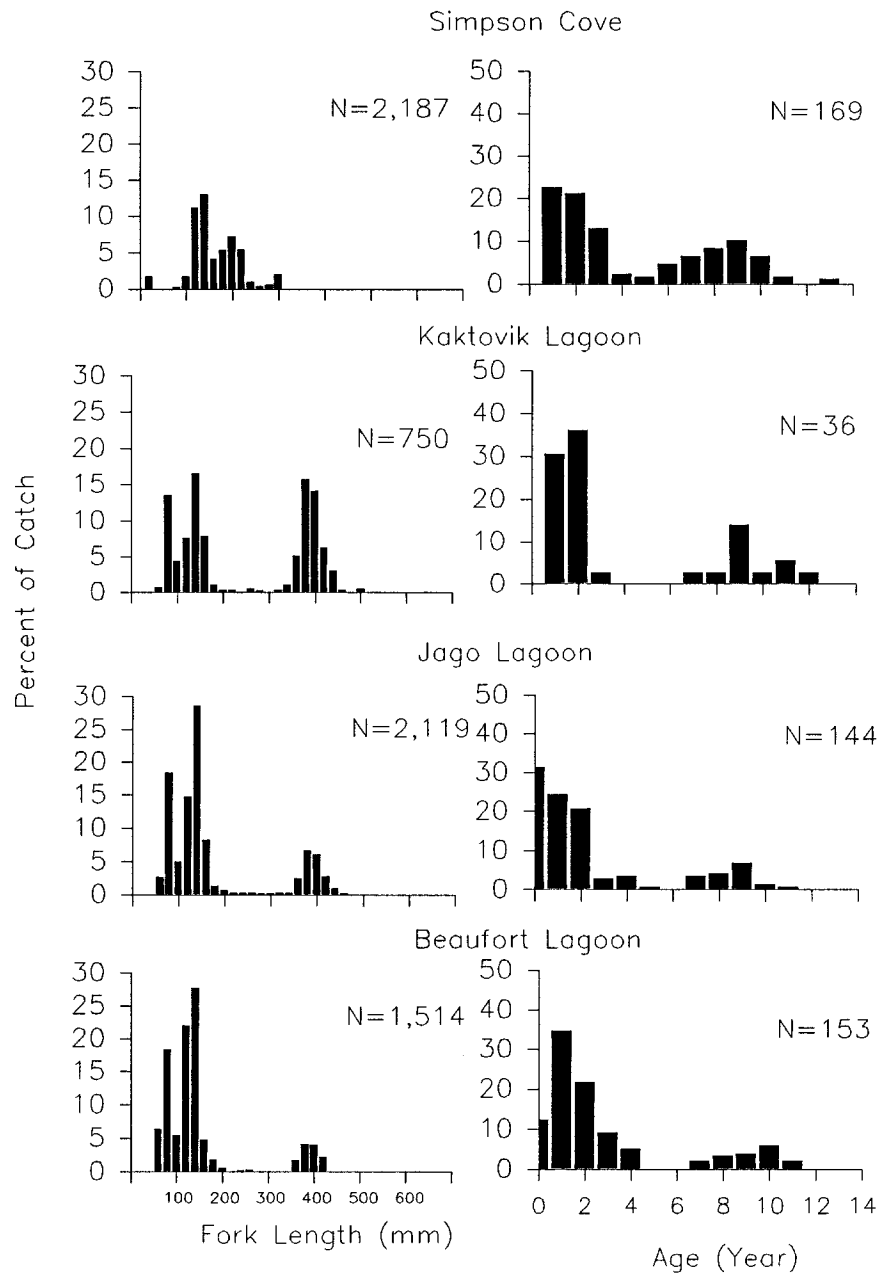 Simpson Cove
30 25 20 15 10 5 0
N=2,187
50 40 30 20 10 0
N=169
Kaktovik Lagoon
30 25 20 15 10 5 0
N=750
50 40 30 20 10 0
N=36
Percent of Catch
Jago Lagoon
30 25 20 15 10 5 0
N=2,119
50 40 30 20 10 0
N=144
Beaufort Lagoon
30 25 20 15 10 5 0
N=1,514
50 40 30 20 10 0
N=153
100 200 300 400 500 600
0 2 4 6 8 10 12 14
Fork Length (mm)
Age (Year)